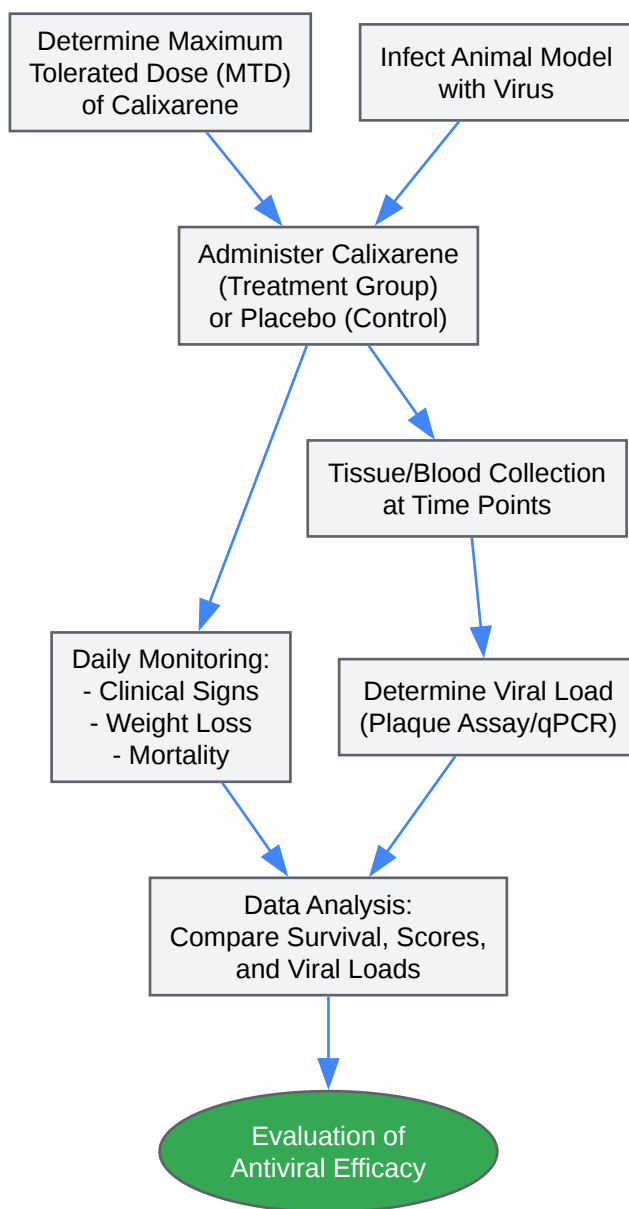 Determine Maximum
Tolerated Dose (MTD)
of Calixarene
Infect Animal Model
with Virus
Administer Calixarene
(Treatment Group)
or Placebo (Control)
Tissue/Blood Collection
at Time Points
Daily Monitoring:
- Clinical Signs
- Weight Loss
- Mortality
Determine Viral Load
(Plaque Assay/qPCR)
Data Analysis:
Compare Survival, Scores,
and Viral Loads
Evaluation of
Antiviral Efficacy